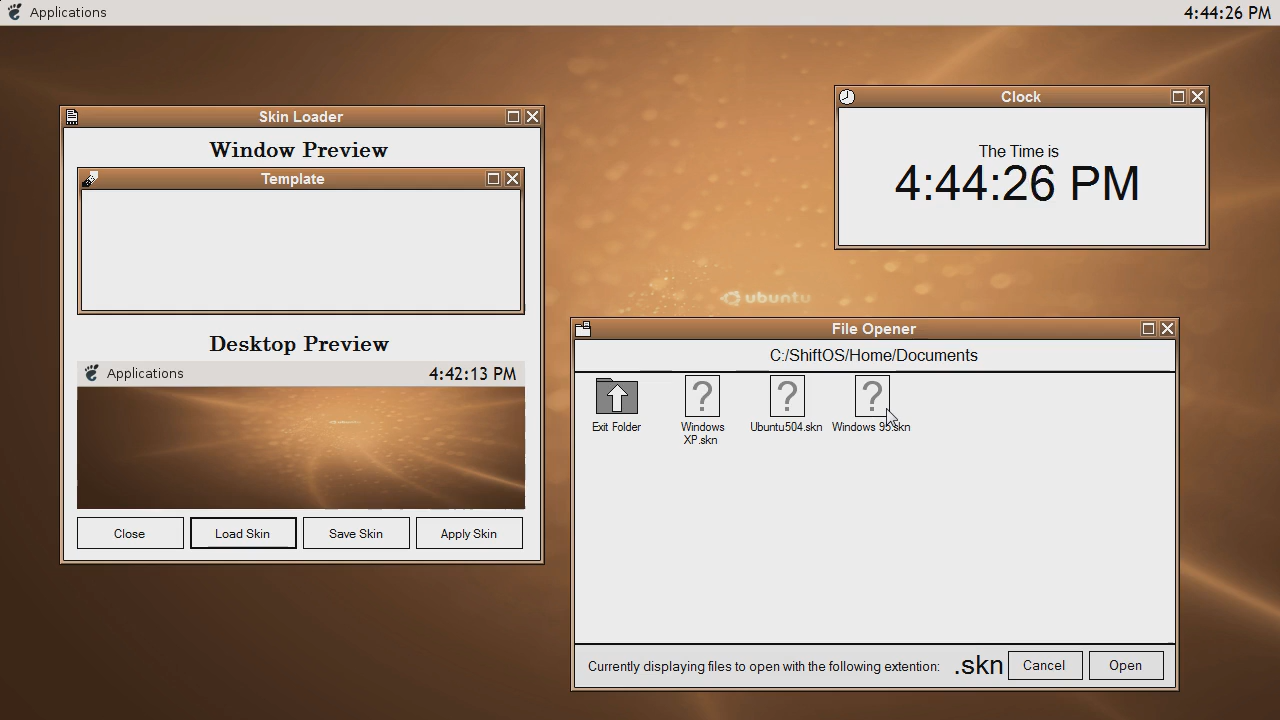 Applications
4:44:26 PM
Skin Loader
Window Preview
Template
Desktop Preview
Applications
4:42:13 PM
Close
Load Skin
Save Skin
Apply Skin
Clock
The Time is
4:44:26 PM
ubuntu
File Opener
C:/ShiftOS/Home/Documents
Exit Folder
Windows
XP.skn
Ubuntu504.skn
Windows 95.skn
Currently displaying files to open with the following extention:
.skn
Cancel
Open